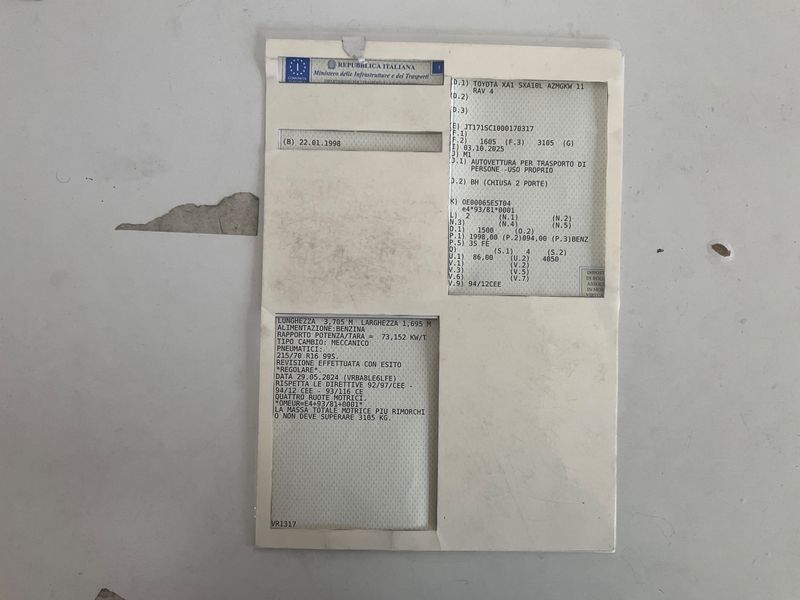 REPUBBLICA ITALIANA
Ministero delle Infrastrutture e dei Trasporti
I
(B) 22.01.1998
(D.1) TOYOTA XA1 SXA10L AZMGKW 11
RAV 4
(D.2)
(D.3)
(E) JT171SC1000170317
(F.1)
(F.2) 1605 (F.3) 3105 (G)
(I) 03.10.2025
(J) M1
(J.1) AUTOVETTURA PER TRASPORTO DI
PERSONE -USO PROPRIO
(J.2) BH (CHIUSA 2 PORTE)
K) OE00065EST04
e4*93/81*0001
L) 2 (N.1) (N.2)
N.3) (N.4) (N.5)
O.1) 1500 (O.2)
P.1) 1998,00 (P.2)094,00 (P.3)BENZ
P.5) 3S FE
Q) (S.1) 4 (S.2)
U.1) 86,00 (U.2) 4050
V.1) (V.2)
V.3) (V.5)
V.6) (V.7)
V.9) 94/12CEE
LUNGHEZZA 3,705 M LARGHEZZA 1,695 M
ALIMENTAZIONE:BENZINA
RAPPORTO POTENZA/TARA = 73,152 KW/T
TIPO CAMBIO: MECCANICO
PNEUMATICI:
215/70 R16 99S.
REVISIONE EFFETTUATA CON ESITO
*REGOLARE*.
DATA 29.05.2024 (VRBA8LE6LFE)
RISPETTA LE DIRETTIVE 92/97/CEE -
94/12 CEE - 93/116 CE
QUATTRO RUOTE MOTRICI.
*OMEUR=E4+93/81+0001*
LA MASSA TOTALE MOTRICE PIU RIMORCHI
O NON DEVE SUPERARE 3105 KG.
VR1317